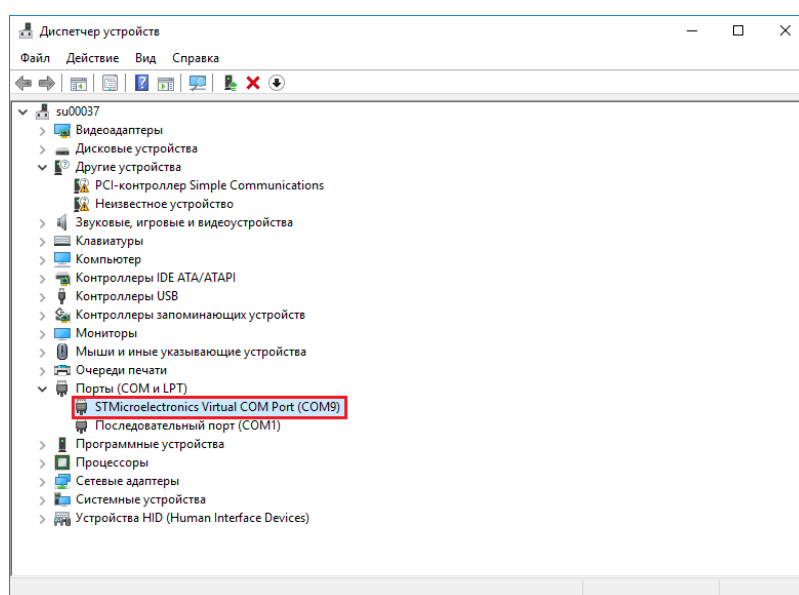 Диспетчер устройств
Файл Действие Вид Справка
su00037
Видеоадаптеры
Дисковые устройства
Другие устройства
PCI-контроллер Simple Communications
Неизвестное устройство
Звуковые, игровые и видеоустройства
Клавиатуры
Компьютер
Контроллеры IDE ATA/ATAPI
Контроллеры USB
Контроллеры запоминающих устройств
Мониторы
Мыши и иные указывающие устройства
Очереди печати
Порты (COM и LPT)
STMicroelectronics Virtual COM Port (COM9)
Последовательный порт (COM1)
Программные устройства
Процессоры
Сетевые адаптеры
Системные устройства
Устройства HID (Human Interface Devices)